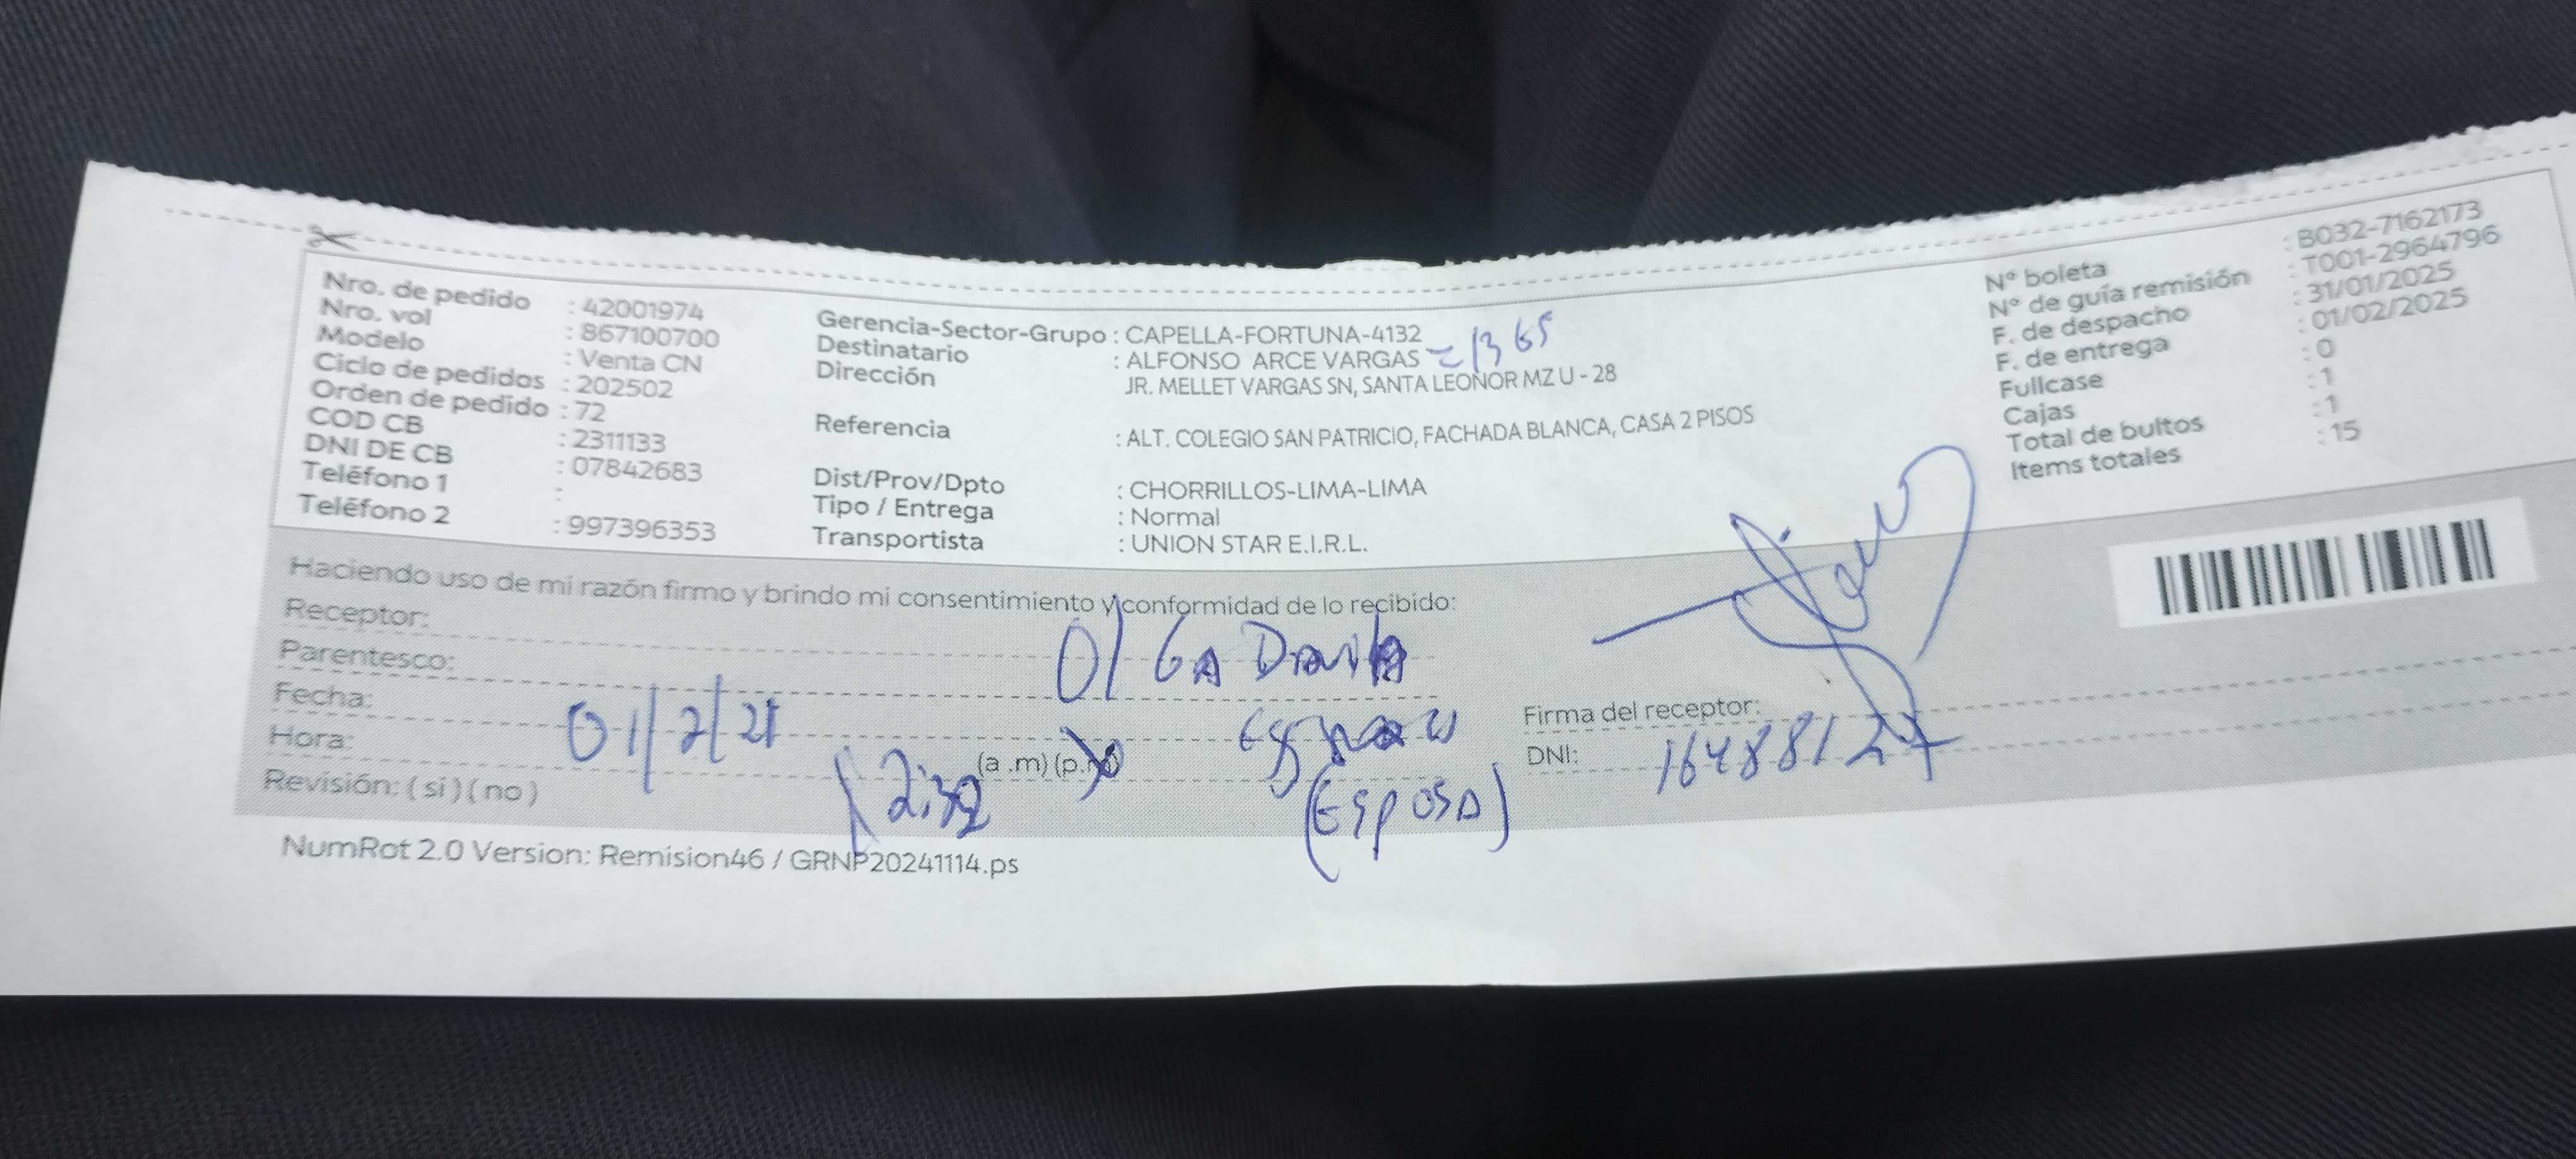 Nro. de pedido : 42001974
Nro. vol : 867100700
Modelo : Venta CN
Ciclo de pedidos : 202502
Orden de pedido : 72
COD CB : 2311133
DNI DE CB : 07842683
Teléfono 1 :
Teléfono 2 : 997396353
Gerencia-Sector-Grupo : CAPELLA-FORTUNA-4132
Destinatario : ALFONSO ARCE VARGAS 1365
Dirección JR. MELLET VARGAS SN, SANTA LEONOR MZ U - 28
Referencia : ALT. COLEGIO SAN PATRICIO, FACHADA BLANCA, CASA 2 PISOS
Dist/Prov/Dpto : CHORRILLOS-LIMA-LIMA
Tipo / Entrega : Normal
Transportista : UNION STAR E.I.R.L.
N° boleta : B032-7162173
N° de guía remisión : T001-2964796
F. de despacho : 31/01/2025
F. de entrega : 01/02/2025
Fullcase : 0
Cajas : 1
Total de bultos : 1
Items totales : 15
Haciendo uso de mi razón firmo y brindo mi consentimiento y conformidad de lo recibido:
Receptor: OlGA Davila
Parentesco:
Fecha: 01/2/
Hora: (a .m) (p.m)
(Esposa)
Revisión: ( si ) ( no )
Firma del receptor:
DNI: 16488127
NumRot 2.0 Version: Remision46 / GRNP20241114.ps